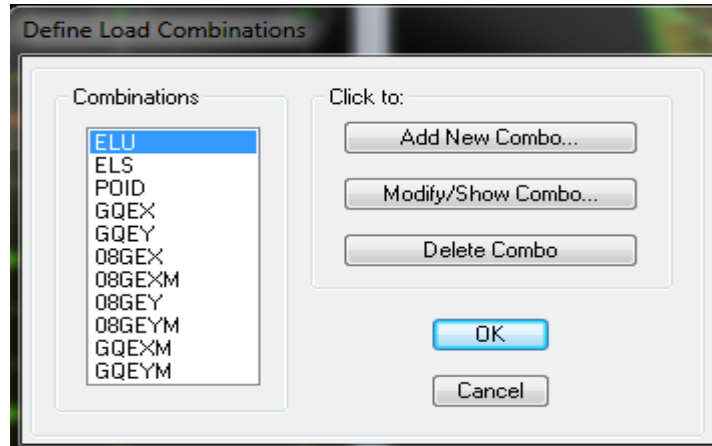 Define Load Combinations
Combinations
ELU
ELS
POID
GQEX
GQEY
08GEX
08GEXM
08GEY
08GEYM
GQEXM
GQEYM
Click to:
Add New Combo...
Modify/Show Combo...
Delete Combo
OK
Cancel